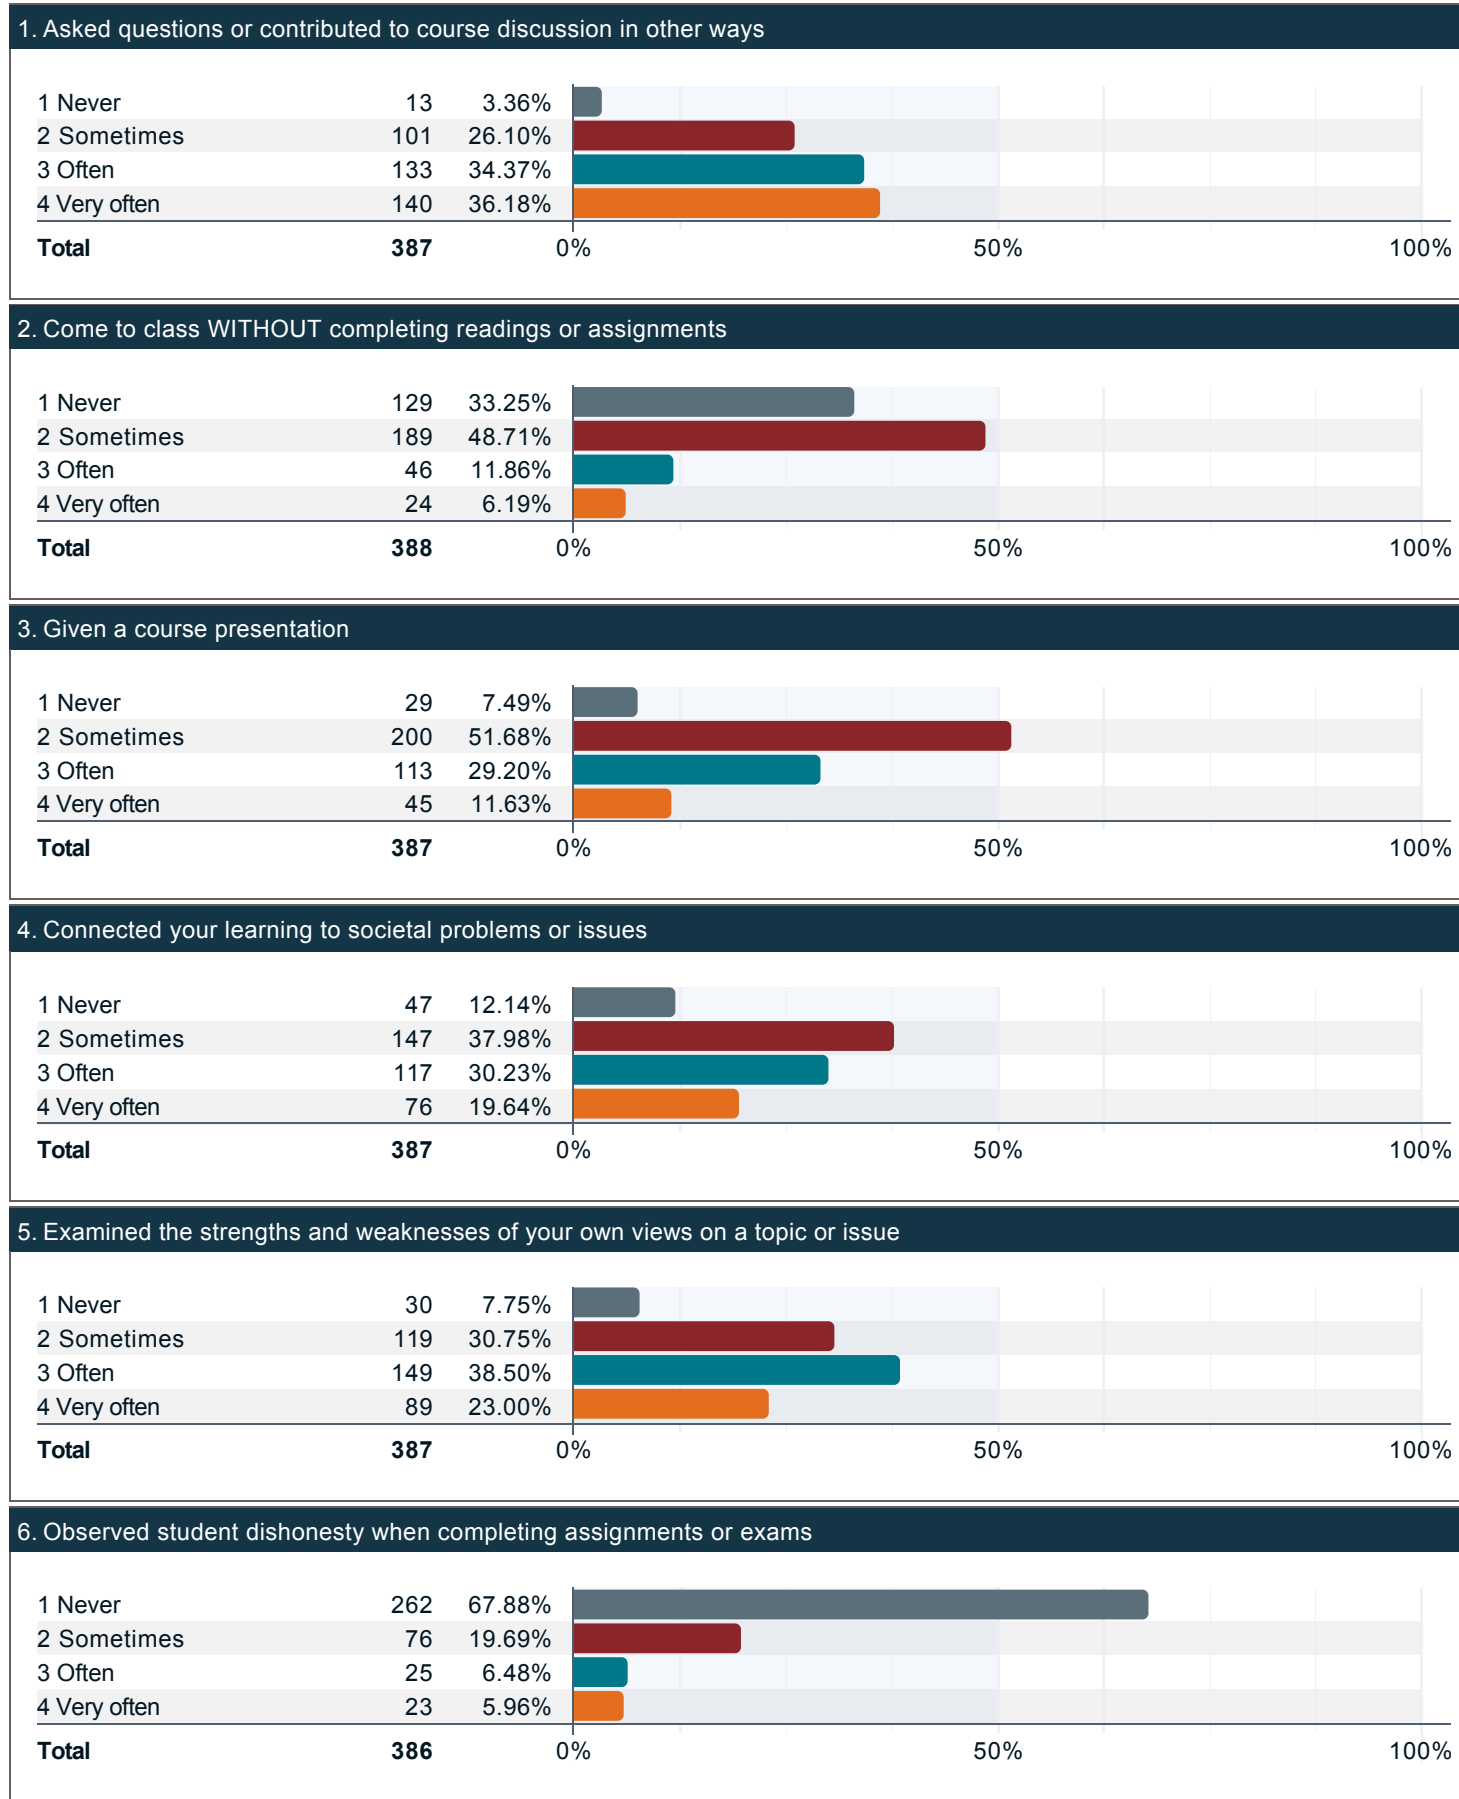 1. Asked questions or contributed to course discussion in other ways
1 Never 13 3.36%
2 Sometimes 101 26.10%
3 Often 133 34.37%
4 Very often 140 36.18%
Total 387 0% 50% 100%
2. Come to class WITHOUT completing readings or assignments
1 Never 129 33.25%
2 Sometimes 189 48.71%
3 Often 46 11.86%
4 Very often 24 6.19%
Total 388 0% 50% 100%
3. Given a course presentation
1 Never 29 7.49%
2 Sometimes 200 51.68%
3 Often 113 29.20%
4 Very often 45 11.63%
Total 387 0% 50% 100%
4. Connected your learning to societal problems or issues
1 Never 47 12.14%
2 Sometimes 147 37.98%
3 Often 117 30.23%
4 Very often 76 19.64%
Total 387 0% 50% 100%
5. Examined the strengths and weaknesses of your own views on a topic or issue
1 Never 30 7.75%
2 Sometimes 119 30.75%
3 Often 149 38.50%
4 Very often 89 23.00%
Total 387 0% 50% 100%
6. Observed student dishonesty when completing assignments or exams
1 Never 262 67.88%
2 Sometimes 76 19.69%
3 Often 25 6.48%
4 Very often 23 5.96%
Total 386 0% 50% 100%